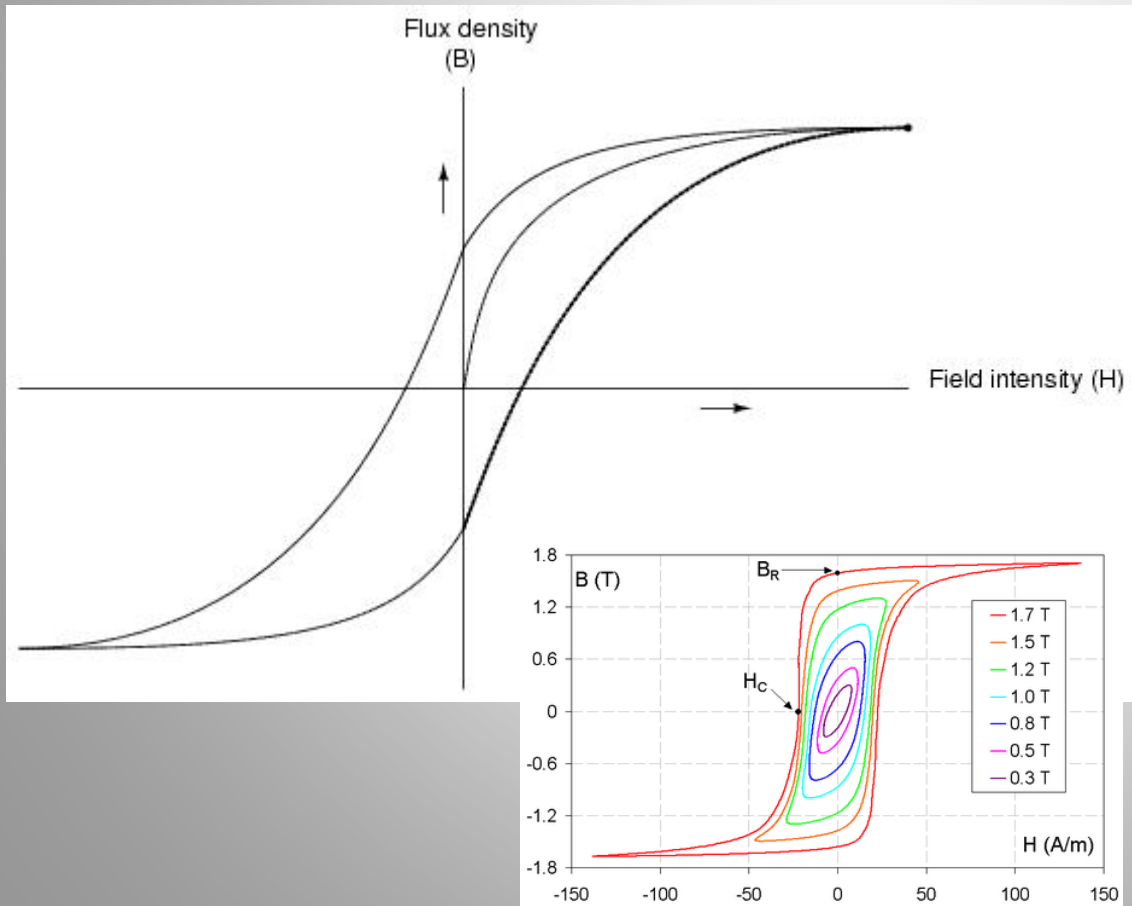 Flux density
(B)
Field intensity (H)
1.8
B (T)
B_R
1.2
1.7 T
1.5 T
0.6
1.2 T
H_C
1.0 T
0
0.8 T
0.5 T
-0.6
0.3 T
-1.2
H (A/m)
-1.8
-150 -100 -50 0 50 100 150